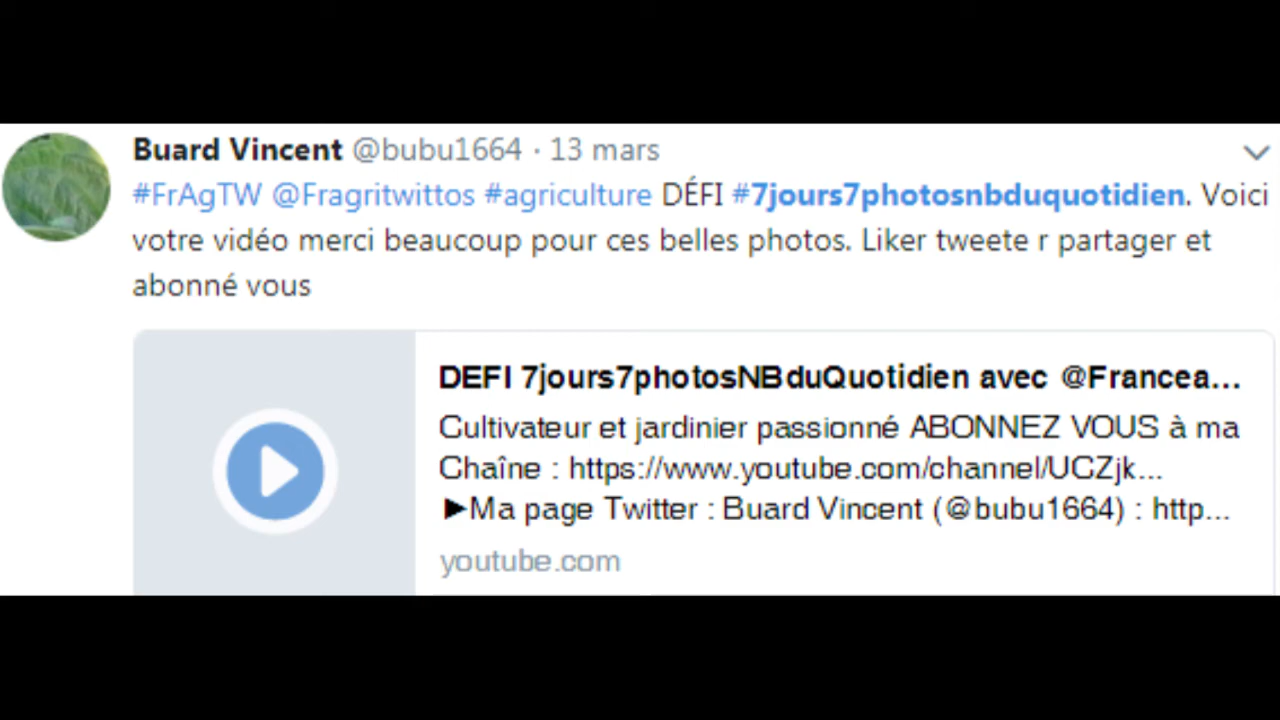 Buard Vincent @bubu1664 · 13 mars
#FrAgTW @Fragritwittos #agriculture DÉFI #7jours7photosnbduquotidien. Voici
votre vidéo merci beaucoup pour ces belles photos. Liker tweete r partager et
abonné vous
DEFI 7jours7photosNBduQuotidien avec @Francea...
Cultivateur et jardinier passionné ABONNEZ VOUS à ma
Chaîne : https://www.youtube.com/channel/UCZjk...
►Ma page Twitter : Buard Vincent (@bubu1664) : http...
youtube.com